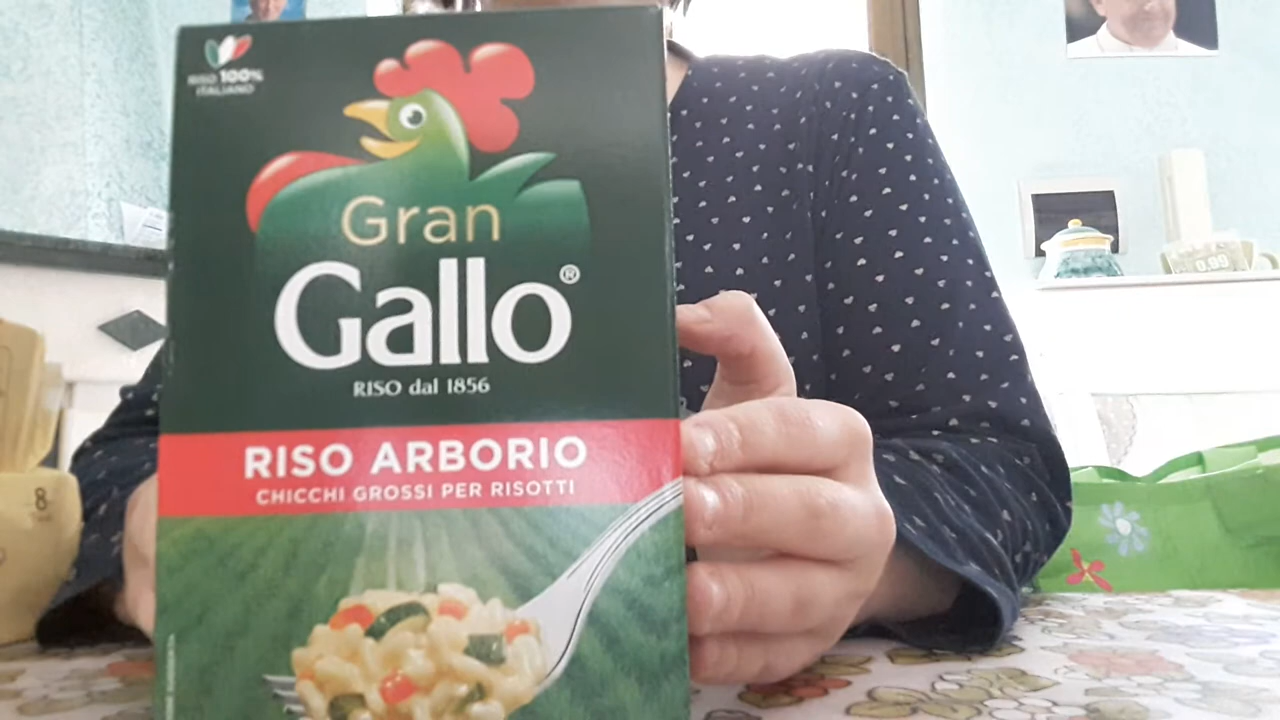 RISO 100%
ITALIANO
Gran
Gallo®
RISO dal 1856
RISO ARBORIO
CHICCHI GROSSI PER RISOTTI
8
0.99